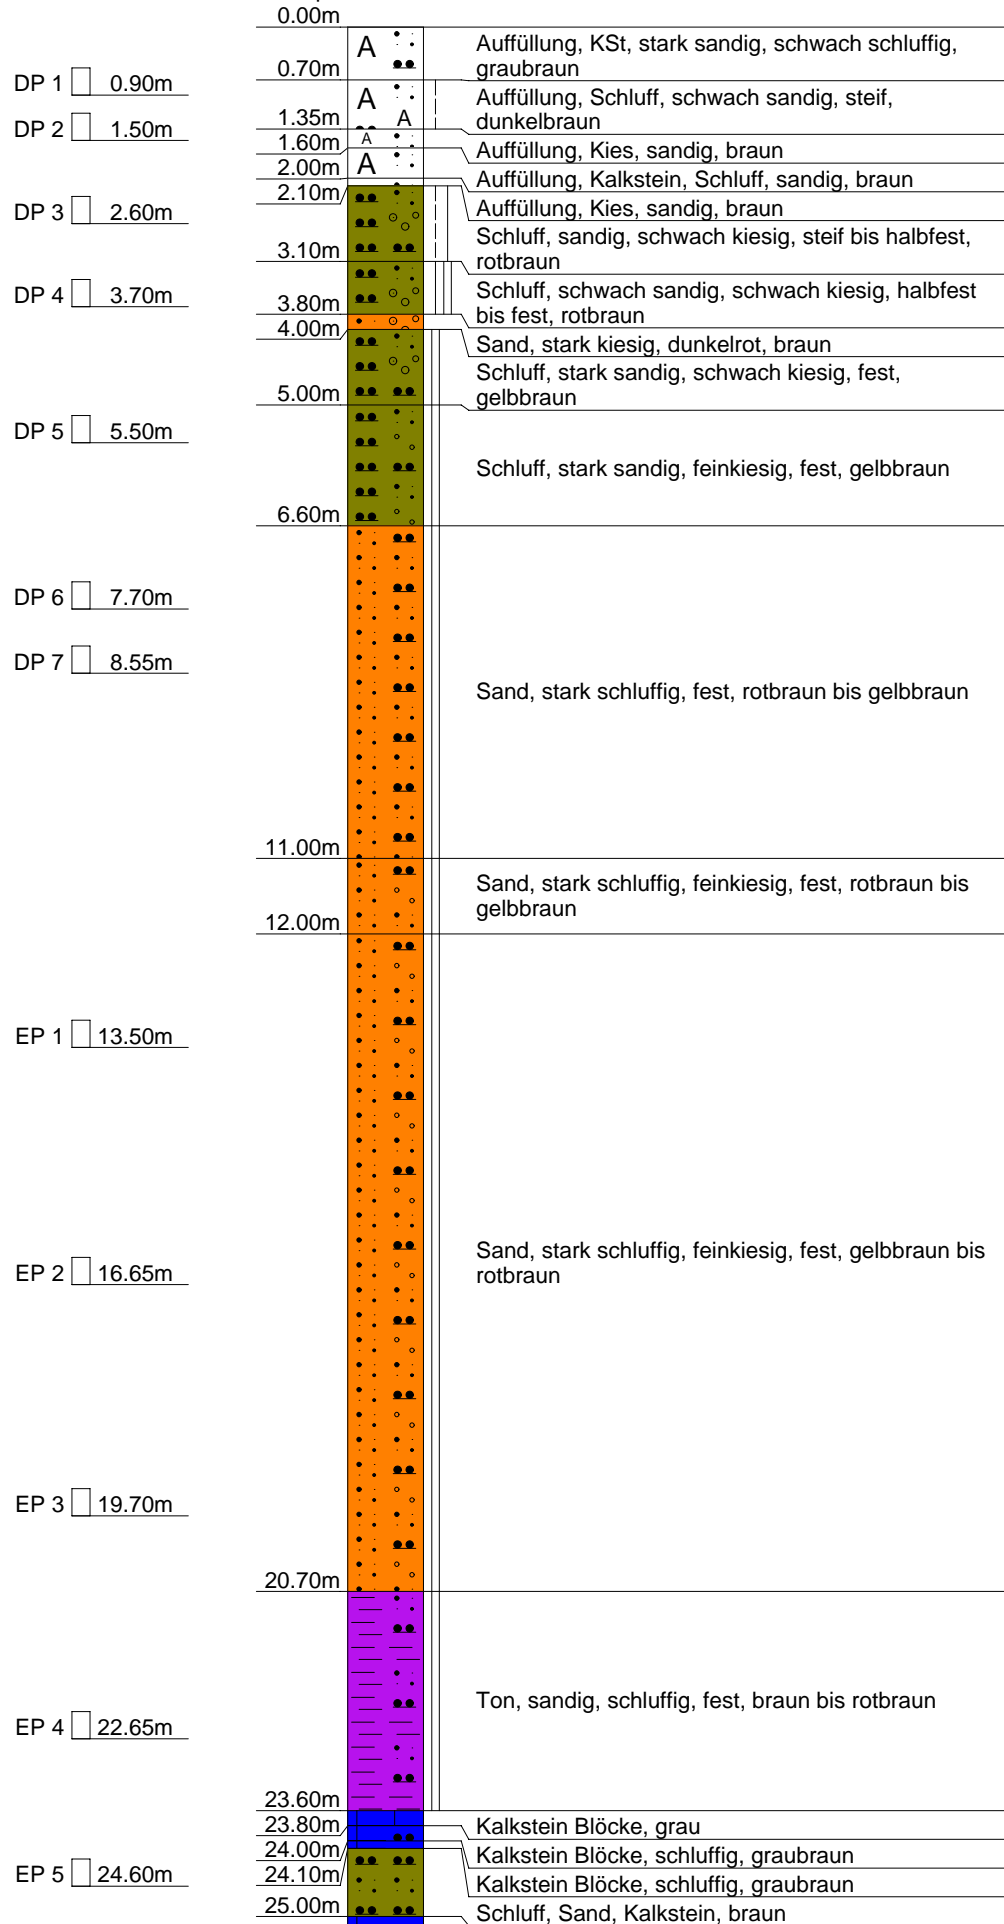 0.00m
A
Auffüllung, KSt, stark sandig, schwach schluffig,
graubraun
0.70m
DP 1 0.90m
A
Auffüllung, Schluff, schwach sandig, steif,
dunkelbraun
A
1.35m
DP 2 1.50m
A
1.60m
Auffüllung, Kies, sandig, braun
A
2.00m
Auffüllung, Kalkstein, Schluff, sandig, braun
2.10m
Auffüllung, Kies, sandig, braun
DP 3 2.60m
Schluff, sandig, schwach kiesig, steif bis halbfest,
rotbraun
3.10m
DP 4 3.70m
Schluff, schwach sandig, schwach kiesig, halbfest
bis fest, rotbraun
3.80m
4.00m
Sand, stark kiesig, dunkelrot, braun
Schluff, stark sandig, schwach kiesig, fest,
gelbbraun
5.00m
DP 5 5.50m
Schluff, stark sandig, feinkiesig, fest, gelbbraun
6.60m
DP 6 7.70m
DP 7 8.55m
Sand, stark schluffig, fest, rotbraun bis gelbbraun
11.00m
Sand, stark schluffig, feinkiesig, fest, rotbraun bis
gelbbraun
12.00m
EP 1 13.50m
Sand, stark schluffig, feinkiesig, fest, gelbbraun bis
rotbraun
EP 2 16.65m
EP 3 19.70m
20.70m
Ton, sandig, schluffig, fest, braun bis rotbraun
EP 4 22.65m
23.60m
23.80m
Kalkstein Blöcke, grau
24.00m
Kalkstein Blöcke, schluffig, graubraun
24.10m
EP 5 24.60m
Kalkstein Blöcke, schluffig, graubraun
25.00m
Schluff, Sand, Kalkstein, braun